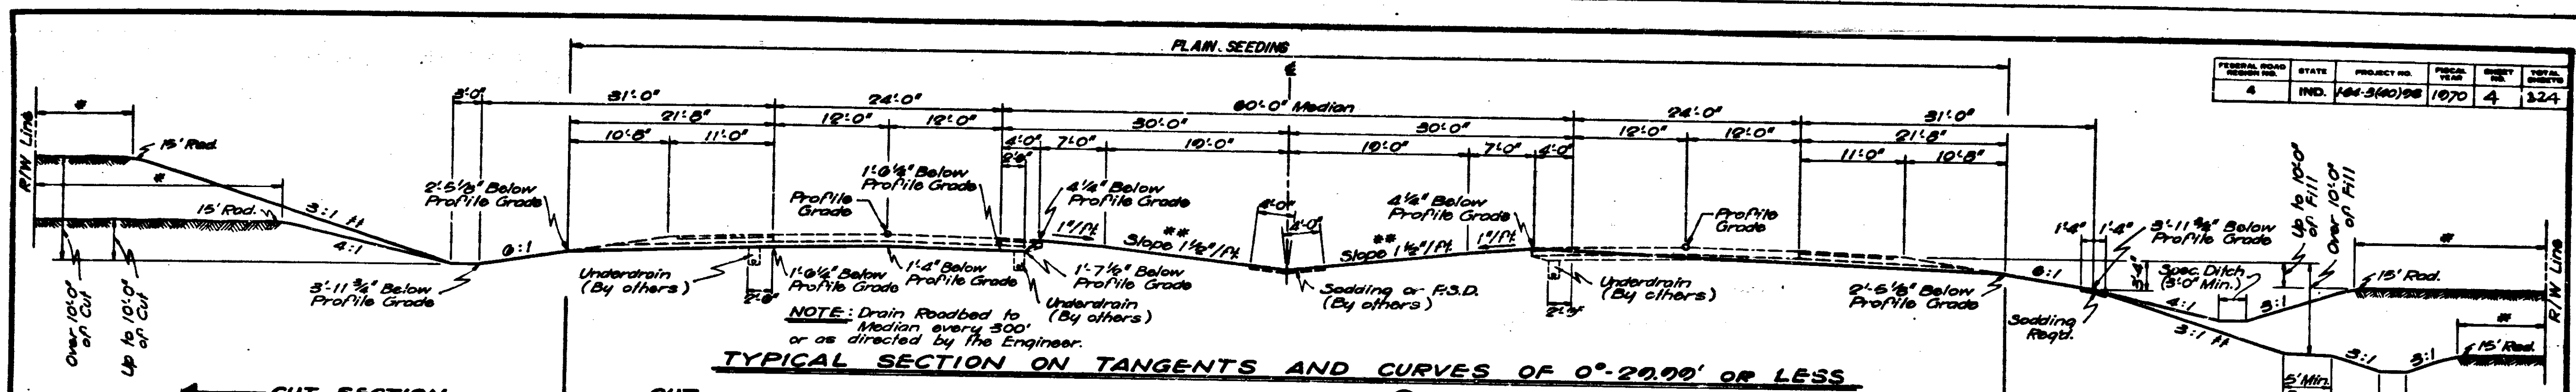 PLAIN SEEDING
FEDERAL ROAD REGION NO. STATE PROJECT NO. FISCAL YEAR SHEET NO. TOTAL SHEETS
4 IND. 1970 4 324
3'-0" 31'-0" 24'-0" 60'-0" Median 24'-0" 31'-0"
21'-8" 12'-0" 12'-0" 30'-0" 30'-0" 12'-0" 12'-0" 21'-8"
10'-8" 11'-0" 4'-0" 7'-0" 19'-0" 19'-0" 7'-0" 4'-0" 11'-0" 10'-8"
R/W Line
*
15' Rad.
*
15' Rad.
3:1 ††
4:1
Over 10'-0" of Cut
Up to 10'-0" of Cut
2'-5 1/8" Below Profile Grade
6:1
3'-11 3/4" Below Profile Grade
Profile Grade
1'-6 1/4" Below Profile Grade
4 1/4" Below Profile Grade
1"/Ft.
**
Slope 1 1/2"/Ft.
4'-0"
4'-0"
4 1/4" Below Profile Grade
**
Slope 1 1/2"/Ft.
1"/Ft.
Profile Grade
Underdrain (By others)
1'-6 1/4" Below Profile Grade
1'-4" Below Profile Grade
1'-7 1/8" Below Profile Grade
Underdrain (By others)
Sodding or F.S.D. (By others)
Underdrain (By others)
2'-5 1/8" Below Profile Grade
6:1
1'-4" 1'-4"
3'-11 3/4" Below Profile Grade
3'-4"
Up to 10'-0" of Fill
Over 10'-0" of Fill
Spec. Ditch (3'-0" Min.)
4:1
3:1
3:1 ††
Sodding Req'd.
*
15' Rad.
*
15' Rad.
3:1
3:1
5' Min.
R/W Line
NOTE: Drain Roadbed to
Median every 300'
or as directed by the Engineer.
TYPICAL SECTION ON TANGENTS AND CURVES OF 0°-29.99' OR LESS
CUT SECTION
CUT